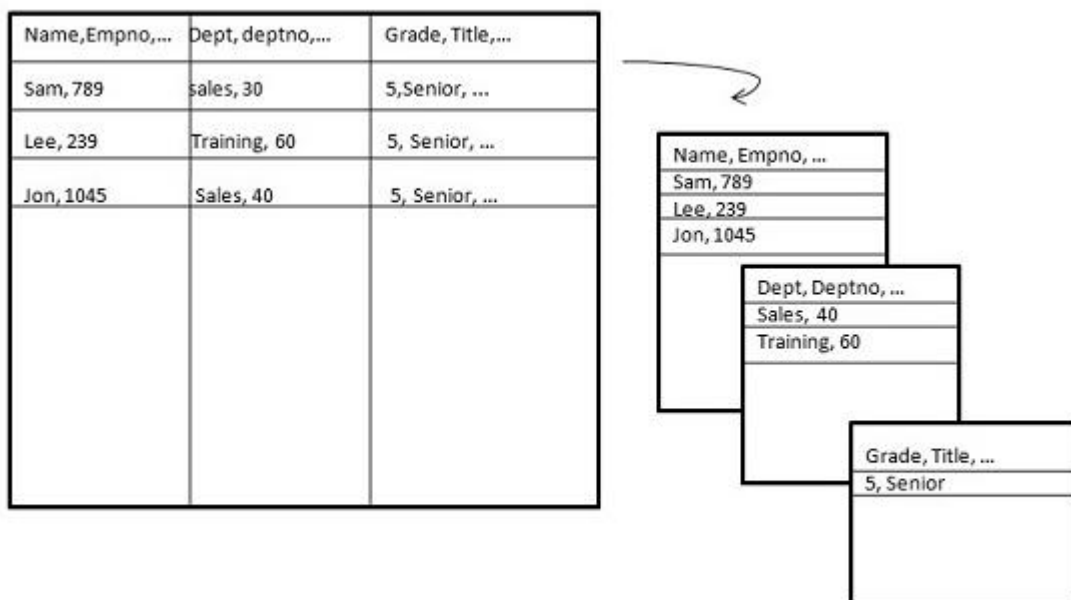 Name,Empno,... Dept, deptno,... Grade, Title,...
Sam, 789 sales, 30 5,Senior, ...
Lee, 239 Training, 60 5, Senior, ...
Jon, 1045 Sales, 40 5, Senior, ...
Name, Empno, ...
Sam, 789
Lee, 239
Jon, 1045
Dept, Deptno, ...
Sales, 40
Training, 60
Grade, Title, ...
5, Senior